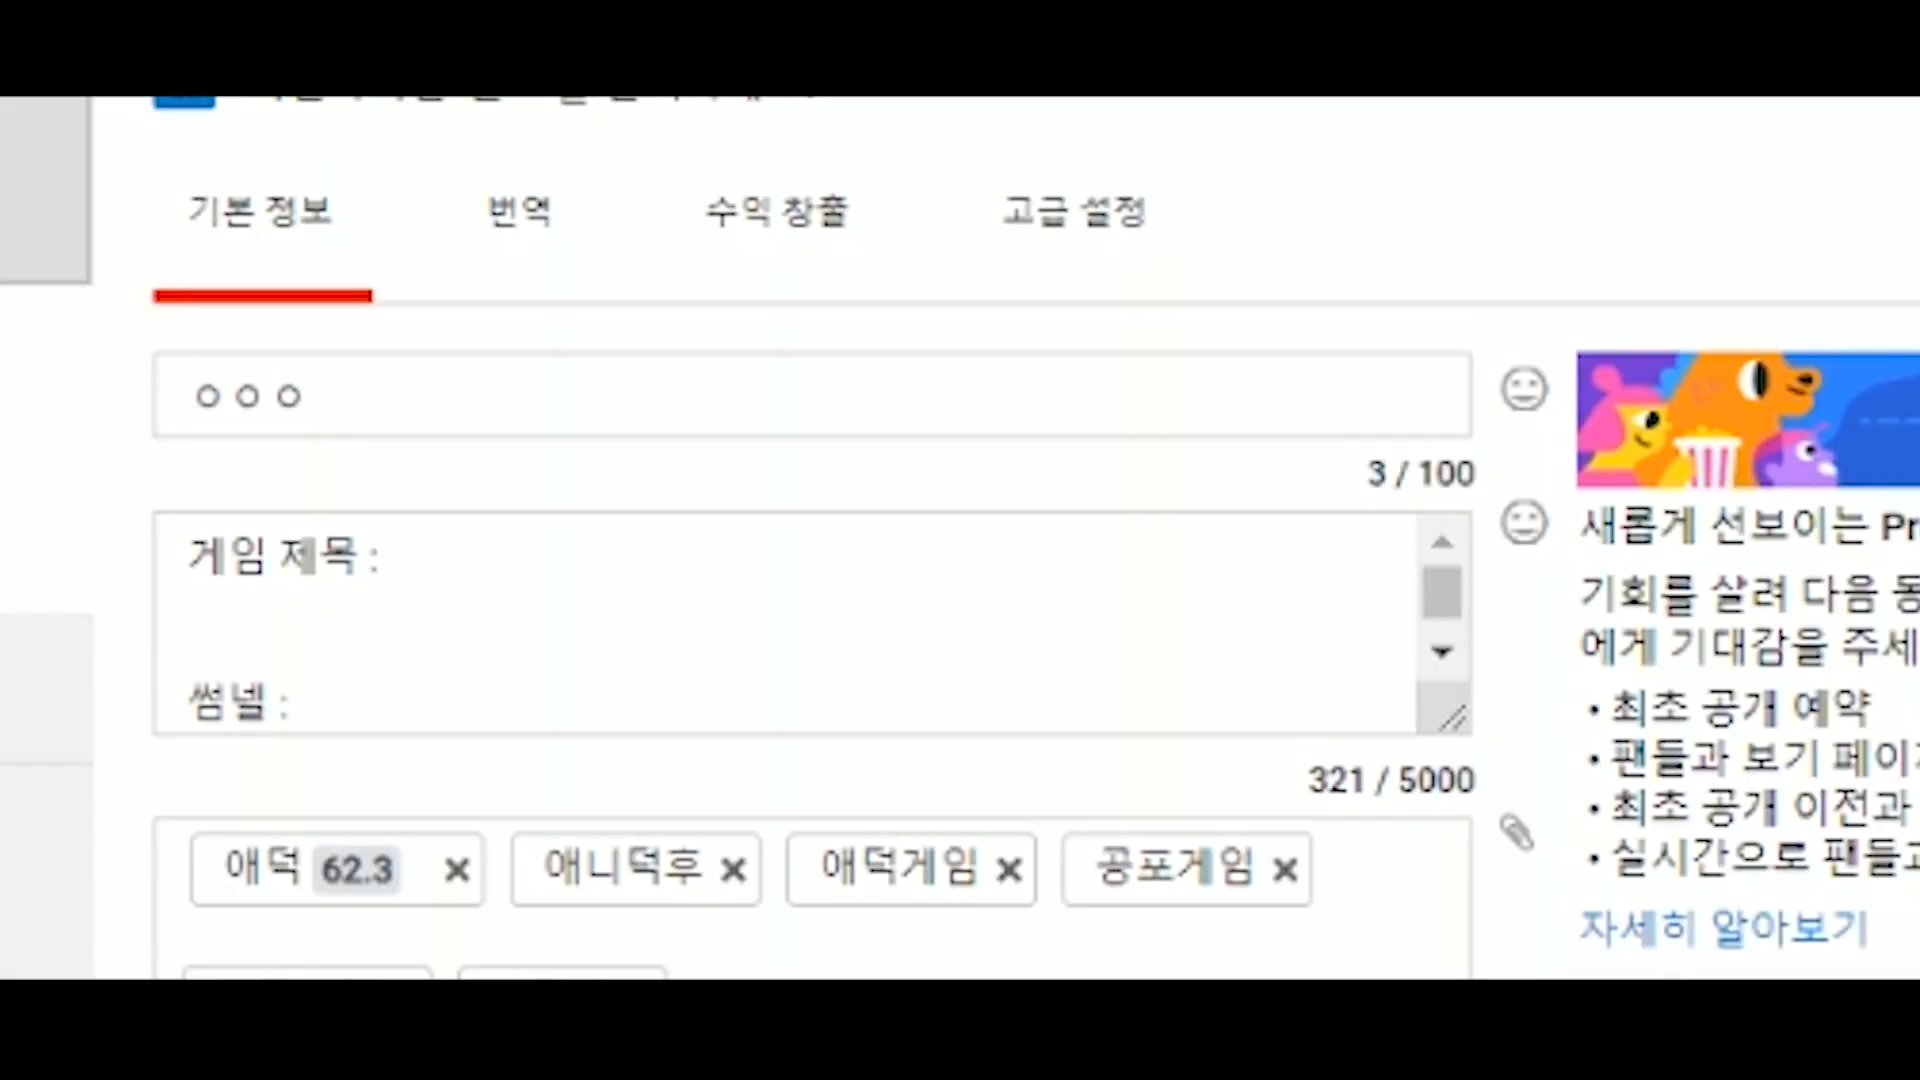 기본 정보 번역 수익 창출 고급 설정
ㅇㅇㅇ
3 / 100
게임 제목 :
썸넬 :
321 / 5000
애덕 62.3 애니덕후 애덕게임 공포게임
새롭게 선보이는 Pr
기회를 살려 다음
에게 기대감을 주세
• 최초 공개 예약
• 팬들과 보기 페이지
• 최초 공개 이전과
• 실시간으로 팬들과
자세히 알아보기